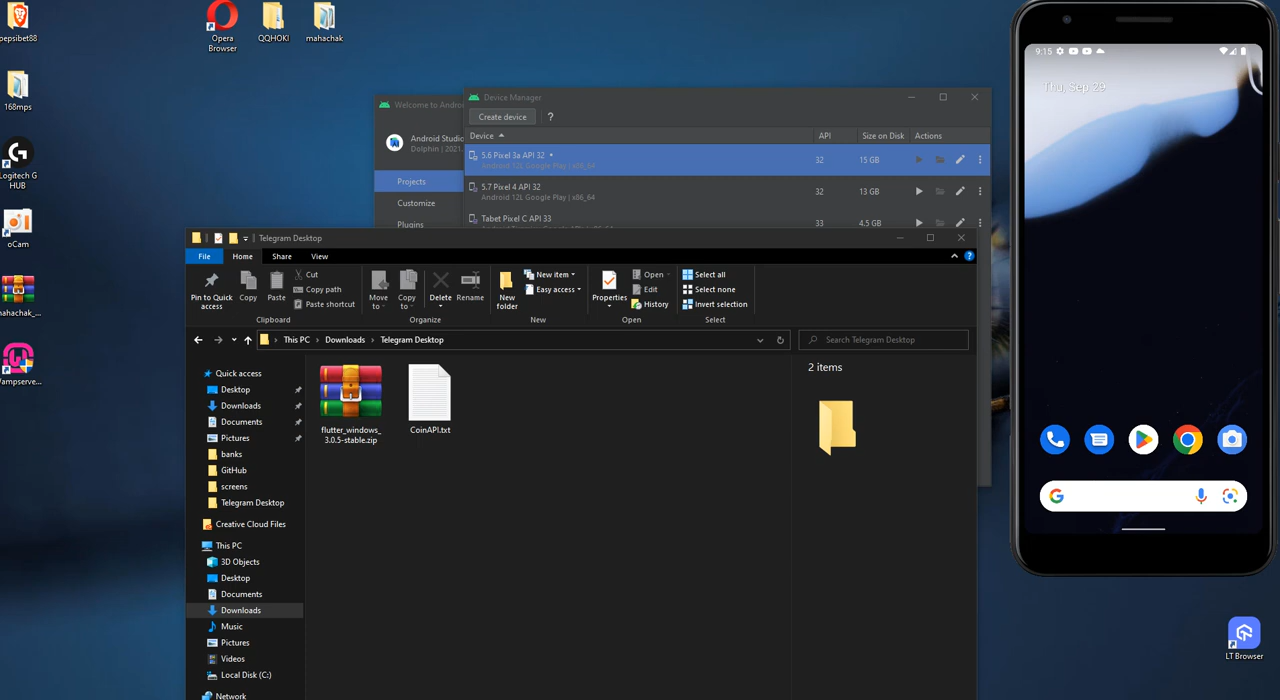 pepsibet88
Opera
Browser
QQHOKI
mahachak
168mps
Logitech G
HUB
oCam
mahachak_...
Wampserve...
Welcome to Andro
Android Studio
Dolphin | 2021.
Projects
Customize
Plugins
Device Manager
Create device
?
Device
API
Size on Disk
Actions
5.6 Pixel 3a API 32
32
15 GB
Android 12L Google Play | x86_64
5.7 Pixel 4 API 32
32
13 GB
Android 12L Google Play | x86_64
Tabet Pixel C API 33
33
4.5 GB
Telegram Desktop
File
Home
Share
View
Pin to Quick
access
Copy
Paste
Cut
Copy path
Paste shortcut
Clipboard
Move
to
Copy
to
Delete
Rename
Organize
New
folder
New item
Easy access
New
Properties
Open
Edit
History
Open
Select all
Select none
Invert selection
Select
This PC > Downloads > Telegram Desktop
Search Telegram Desktop
Quick access
Desktop
Downloads
Documents
Pictures
banks
GitHub
screens
Telegram Desktop
Creative Cloud Files
This PC
3D Objects
Desktop
Documents
Downloads
Music
Pictures
Videos
Local Disk (C:)
Network
flutter_windows_
3.0.5-stable.zip
CoinAPI.txt
2 items
9:15
Thu, Sep 29
LT Browser